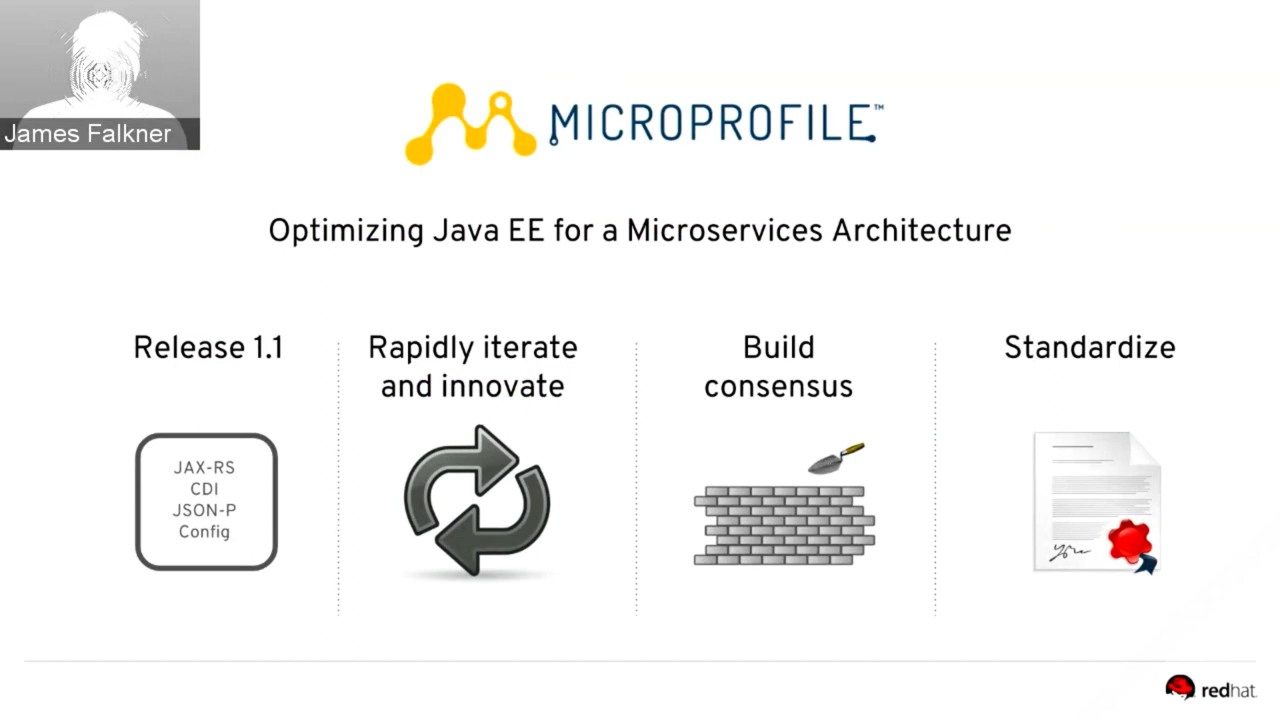 James Falkner
MICROPROFILE™
Optimizing Java EE for a Microservices Architecture
Release 1.1
JAX-RS
CDI
JSON-P
Config
Rapidly iterate
and innovate
Build
consensus
Standardize
redhat.